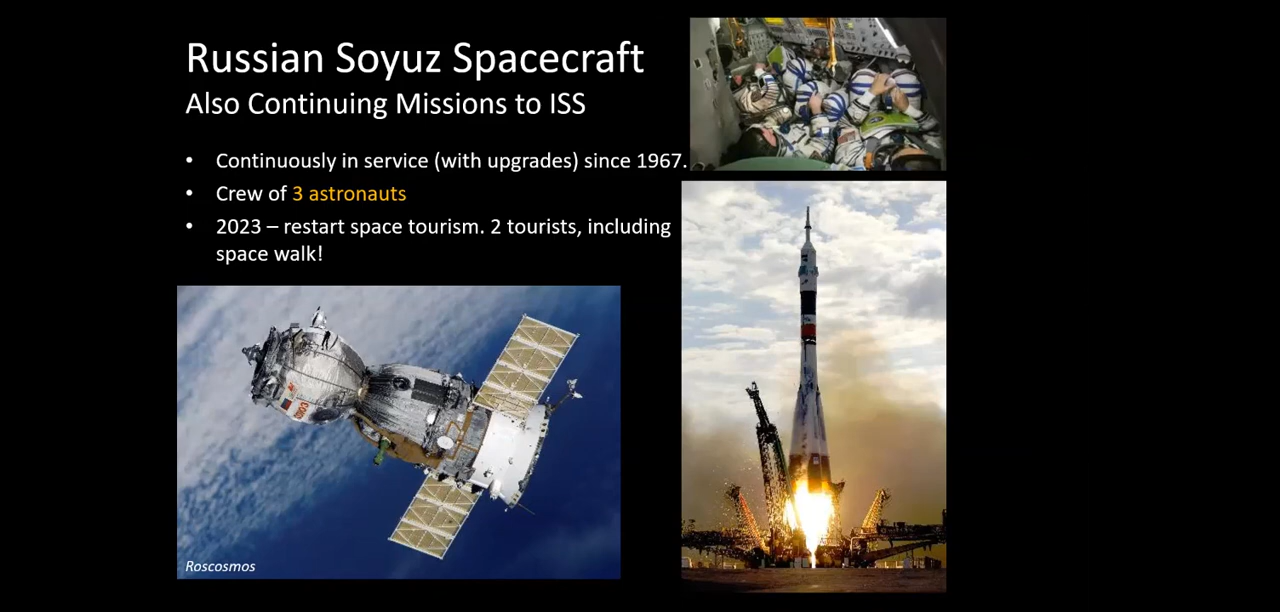 Russian Soyuz Spacecraft
Also Continuing Missions to ISS
• Continuously in service (with upgrades) since 1967.
• Crew of 3 astronauts
• 2023 – restart space tourism. 2 tourists, including
space walk!
Roscosmos